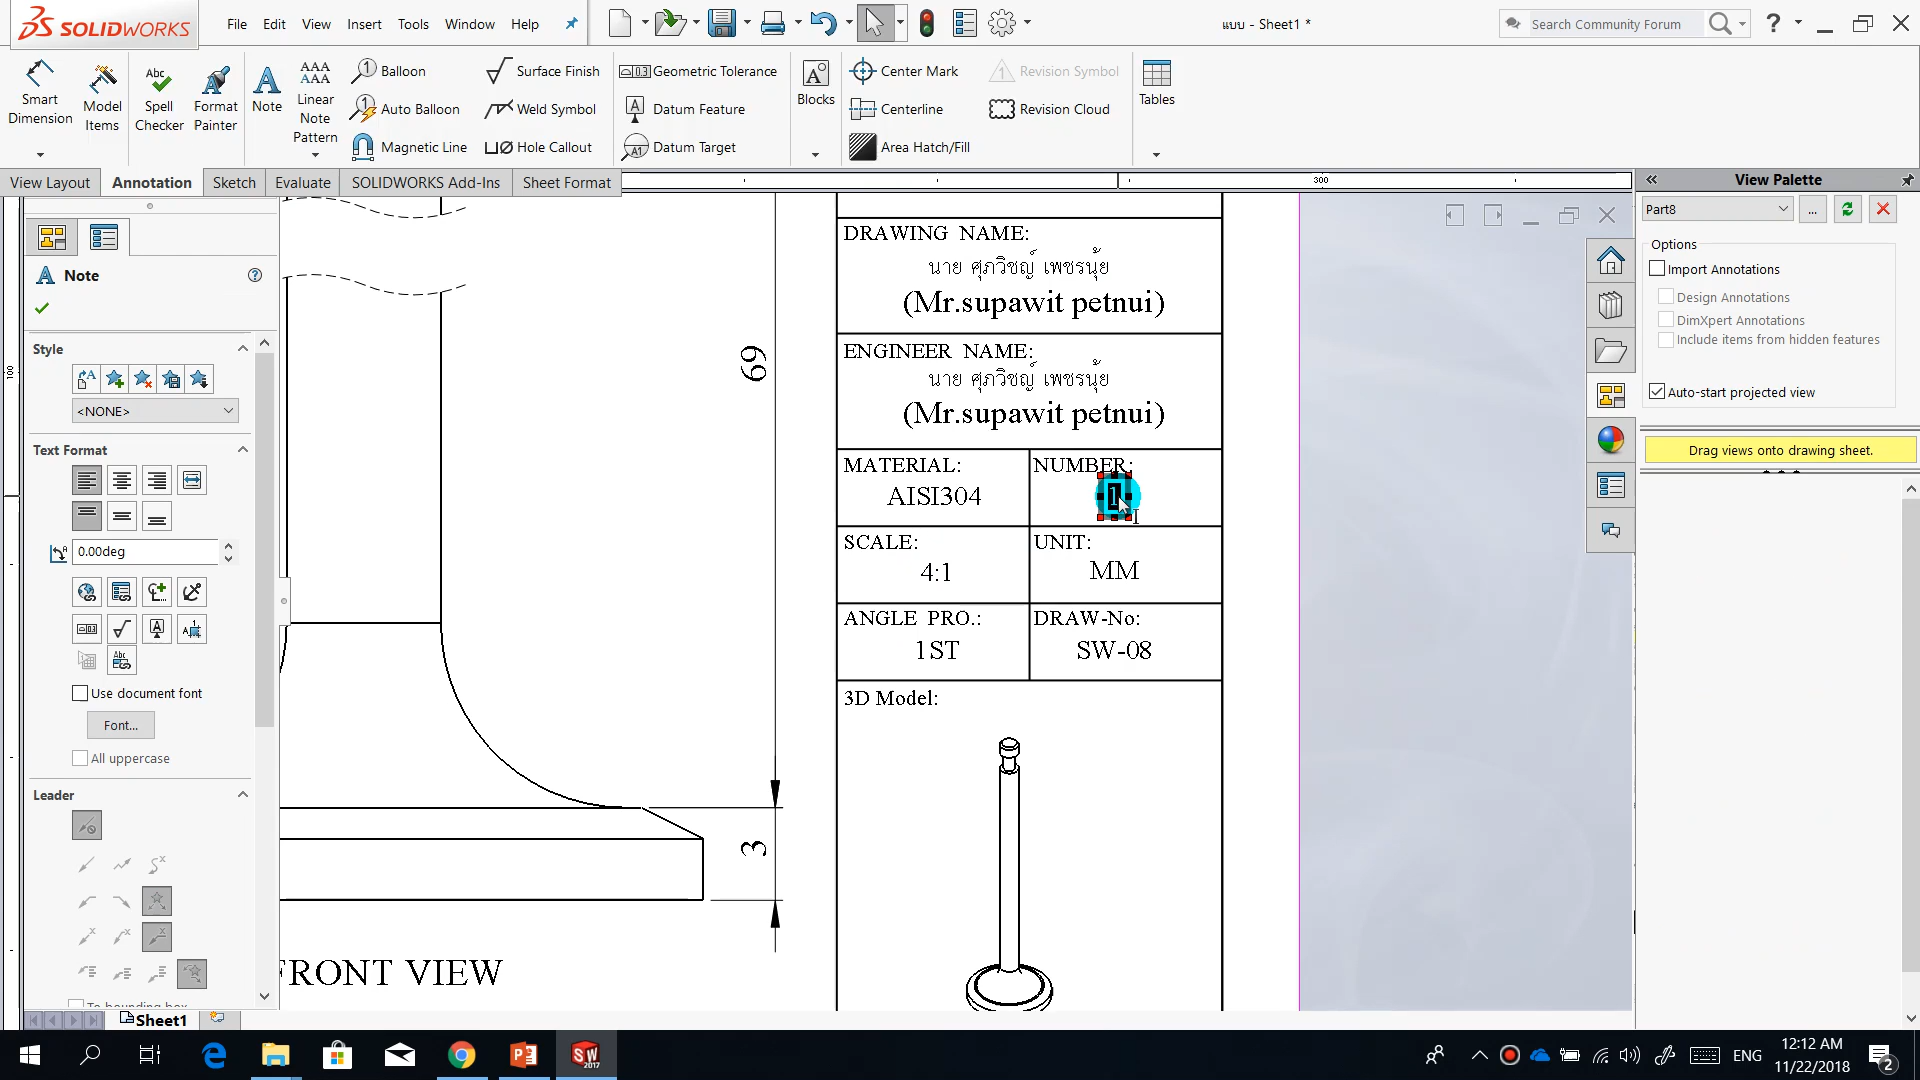 SOLIDWORKS
File Edit View Insert Tools Window Help
แบบ - Sheet1 *
Search Community Forum
?
Smart Dimension
Model Items
Spell Checker
Format Painter
Note
Linear Note Pattern
Balloon
Auto Balloon
Magnetic Line
Surface Finish
Weld Symbol
Hole Callout
Geometric Tolerance
Datum Feature
Datum Target
Blocks
Center Mark
Centerline
Area Hatch/Fill
Revision Symbol
Revision Cloud
Tables
View Layout Annotation Sketch Evaluate SOLIDWORKS Add-Ins Sheet Format
300
100
Note
Style
<NONE>
Text Format
0.00deg
Use document font
Font...
All uppercase
Leader
To bounding box
Sheet1
69
3
FRONT VIEW
DRAWING NAME:
นาย ศุภวิชญ์ เพชรนุ้ย
(Mr.supawit petnui)
ENGINEER NAME:
นาย ศุภวิชญ์ เพชรนุ้ย
(Mr.supawit petnui)
MATERIAL: NUMBER:
AISI304 1
SCALE: UNIT:
4:1 MM
ANGLE PRO.: DRAW-No:
1ST SW-08
3D Model:
View Palette
Part8
...
Options
Import Annotations
Design Annotations
DimXpert Annotations
Include items from hidden features
Auto-start projected view
Drag views onto drawing sheet.
SW 2017
ENG
12:12 AM
11/22/2018
2